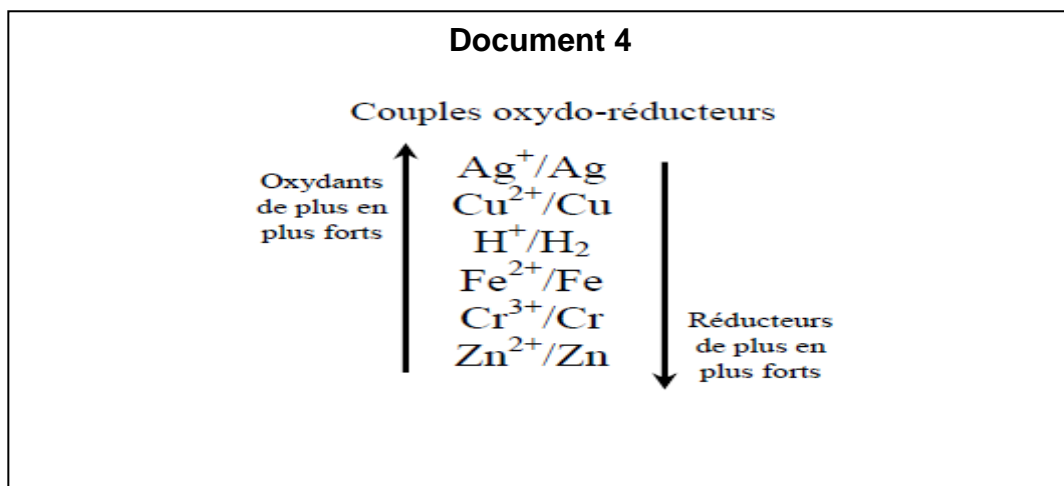 Document 4
Couples oxydo-réducteurs
Oxydants
de plus en
plus forts
Ag⁺/Ag
Cu²⁺/Cu
H⁺/H₂
Fe²⁺/Fe
Cr³⁺/Cr
Zn²⁺/Zn
Réducteurs
de plus en
plus forts